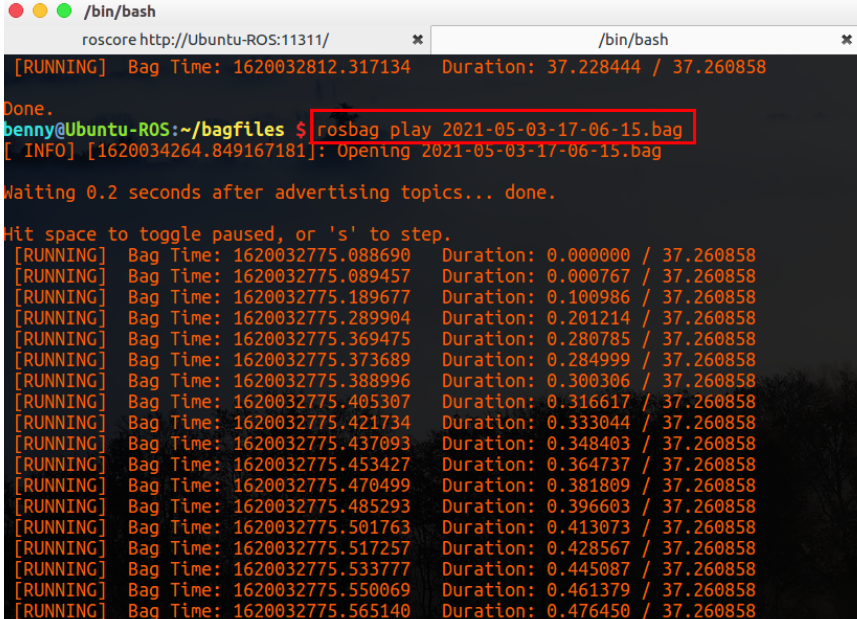 /bin/bash
roscore http://Ubuntu-ROS:11311/ ✖ /bin/bash ✖
[RUNNING] Bag Time: 1620032812.317134 Duration: 37.228444 / 37.260858
Done.
benny@Ubuntu-ROS:~/bagfiles $ rosbag play 2021-05-03-17-06-15.bag
[ INFO] [1620034264.849167181]: Opening 2021-05-03-17-06-15.bag
Waiting 0.2 seconds after advertising topics... done.
Hit space to toggle paused, or 's' to step.
[RUNNING] Bag Time: 1620032775.088690 Duration: 0.000000 / 37.260858
[RUNNING] Bag Time: 1620032775.089457 Duration: 0.000767 / 37.260858
[RUNNING] Bag Time: 1620032775.189677 Duration: 0.100986 / 37.260858
[RUNNING] Bag Time: 1620032775.289904 Duration: 0.201214 / 37.260858
[RUNNING] Bag Time: 1620032775.369475 Duration: 0.280785 / 37.260858
[RUNNING] Bag Time: 1620032775.373689 Duration: 0.284999 / 37.260858
[RUNNING] Bag Time: 1620032775.388996 Duration: 0.300306 / 37.260858
[RUNNING] Bag Time: 1620032775.405307 Duration: 0.316617 / 37.260858
[RUNNING] Bag Time: 1620032775.421734 Duration: 0.333044 / 37.260858
[RUNNING] Bag Time: 1620032775.437093 Duration: 0.348403 / 37.260858
[RUNNING] Bag Time: 1620032775.453427 Duration: 0.364737 / 37.260858
[RUNNING] Bag Time: 1620032775.470499 Duration: 0.381809 / 37.260858
[RUNNING] Bag Time: 1620032775.485293 Duration: 0.396603 / 37.260858
[RUNNING] Bag Time: 1620032775.501763 Duration: 0.413073 / 37.260858
[RUNNING] Bag Time: 1620032775.517257 Duration: 0.428567 / 37.260858
[RUNNING] Bag Time: 1620032775.533777 Duration: 0.445087 / 37.260858
[RUNNING] Bag Time: 1620032775.550069 Duration: 0.461379 / 37.260858
[RUNNING] Bag Time: 1620032775.565140 Duration: 0.476450 / 37.260858